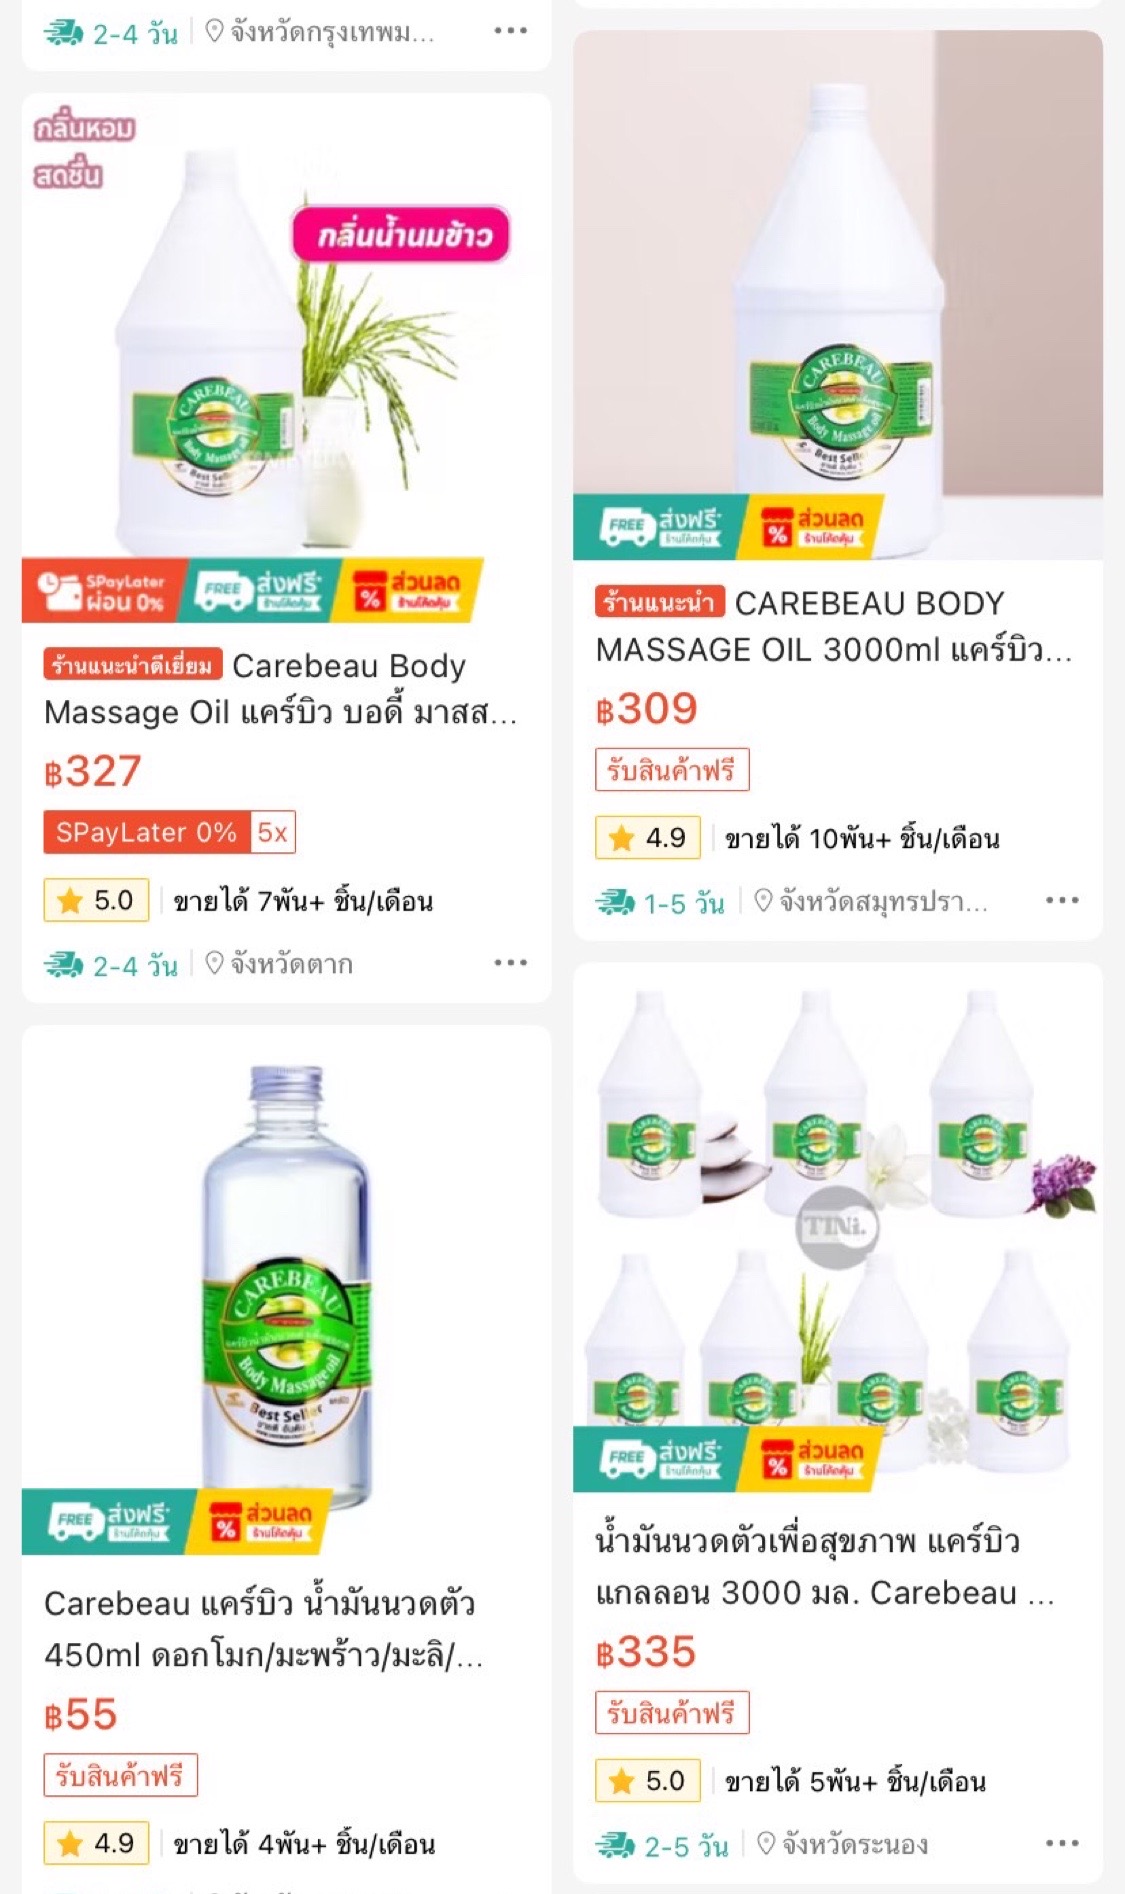 2-4 วัน
จังหวัดกรุงเทพม...
กลิ่นหอม
สดชื่น
กลิ่นน้ำนมข้าว
CAREBEAU
Body Massage oil
Best Seller
SPayLater
ผ่อน 0%
FREE
ส่งฟรี*
ร้านโค้ดคุ้ม
%
ส่วนลด
ร้านโค้ดคุ้ม
ร้านแนะนำดีเยี่ยม Carebeau Body
Massage Oil แคร์บิว บอดี้ มาสส...
฿327
SPayLater 0% 5x
5.0
ขายได้ 7พัน+ ชิ้น/เดือน
2-4 วัน
จังหวัดตาก
CAREBEAU
Body Massage oil
Best Seller
ขายดี อันดับ 1
FREE
ส่งฟรี*
ร้านโค้ดคุ้ม
%
ส่วนลด
ร้านโค้ดคุ้ม
Carebeau แคร์บิว น้ำมันนวดตัว
450ml ดอกโมก/มะพร้าว/มะลิ/...
฿55
รับสินค้าฟรี
4.9
ขายได้ 4พัน+ ชิ้น/เดือน
CAREBEAU
Body Massage oil
Best Seller
ขายดี อันดับ 1
FREE
ส่งฟรี*
ร้านโค้ดคุ้ม
%
ส่วนลด
ร้านโค้ดคุ้ม
ร้านแนะนำ CAREBEAU BODY
MASSAGE OIL 3000ml แคร์บิว...
฿309
รับสินค้าฟรี
4.9
ขายได้ 10พัน+ ชิ้น/เดือน
1-5 วัน
จังหวัดสมุทรปรา...
TINi.
FREE
ส่งฟรี*
ร้านโค้ดคุ้ม
%
ส่วนลด
ร้านโค้ดคุ้ม
น้ำมันนวดตัวเพื่อสุขภาพ แคร์บิว
แกลลอน 3000 มล. Carebeau ...
฿335
รับสินค้าฟรี
5.0
ขายได้ 5พัน+ ชิ้น/เดือน
2-5 วัน
จังหวัดระนอง